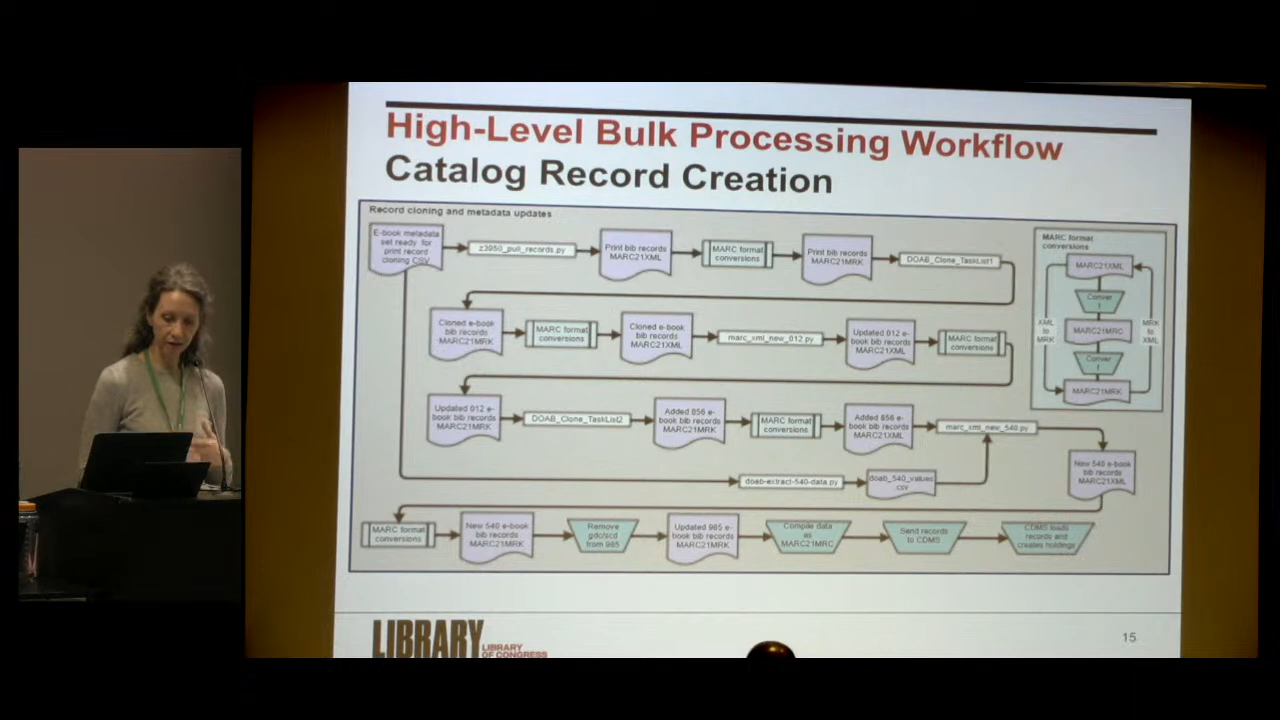 High-Level Bulk Processing Workflow
Catalog Record Creation
Record cloning and metadata updates
E-book metadata
set ready for
print record
cloning CSV
z3950_pull_records.py
Print bib records
MARC21XML
MARC format
conversions
Print bib records
MARC21MRK
DOAB_Clone_TaskList1
MARC format
conversions
MARC21XML
Conver
t
MARC21MRC
Conver
t
MARC21MRK
XML
to
MRK
MRK
to
XML
Cloned e-book
bib records
MARC21MRK
MARC format
conversions
Cloned e-book
bib records
MARC21XML
marc_xml_new_012.py
Updated 012 e-
book bib records
MARC21XML
MARC format
conversions
Updated 012 e-
book bib records
MARC21MRK
DOAB_Clone_TaskList2
Added 856 e-
book bib records
MARC21MRK
MARC format
conversions
Added 856 e-
book bib records
MARC21XML
marc_xml_new_540.py
doab-extract-540-data.py
doab_540_values
.csv
New 540 e-book
bib records
MARC21XML
MARC format
conversions
New 540 e-book
bib records
MARC21MRK
Remove
gdc/scd
from 985
Updated 985 e-
book bib records
MARC21MRK
Compile data
as
MARC21MRC
Send records
to CDMS
CDMS loads
records and
creates holdings
LIBRARY
LIBRARY
OF CONGRESS
15